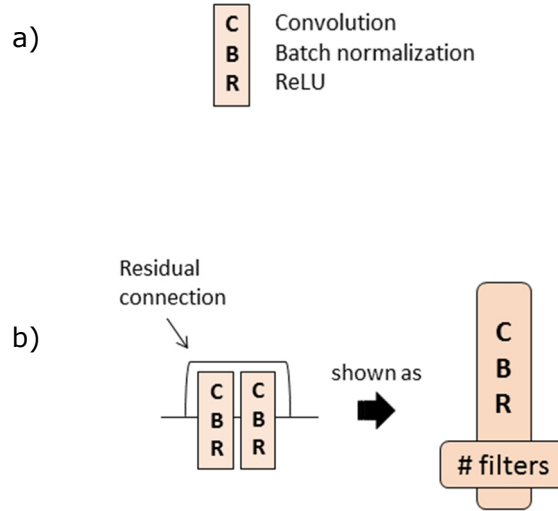 a)
C
B
R
Convolution
Batch normalization
ReLU
b)
Residual
connection
C
B
R
C
B
R
shown as
C
B
R
# filters